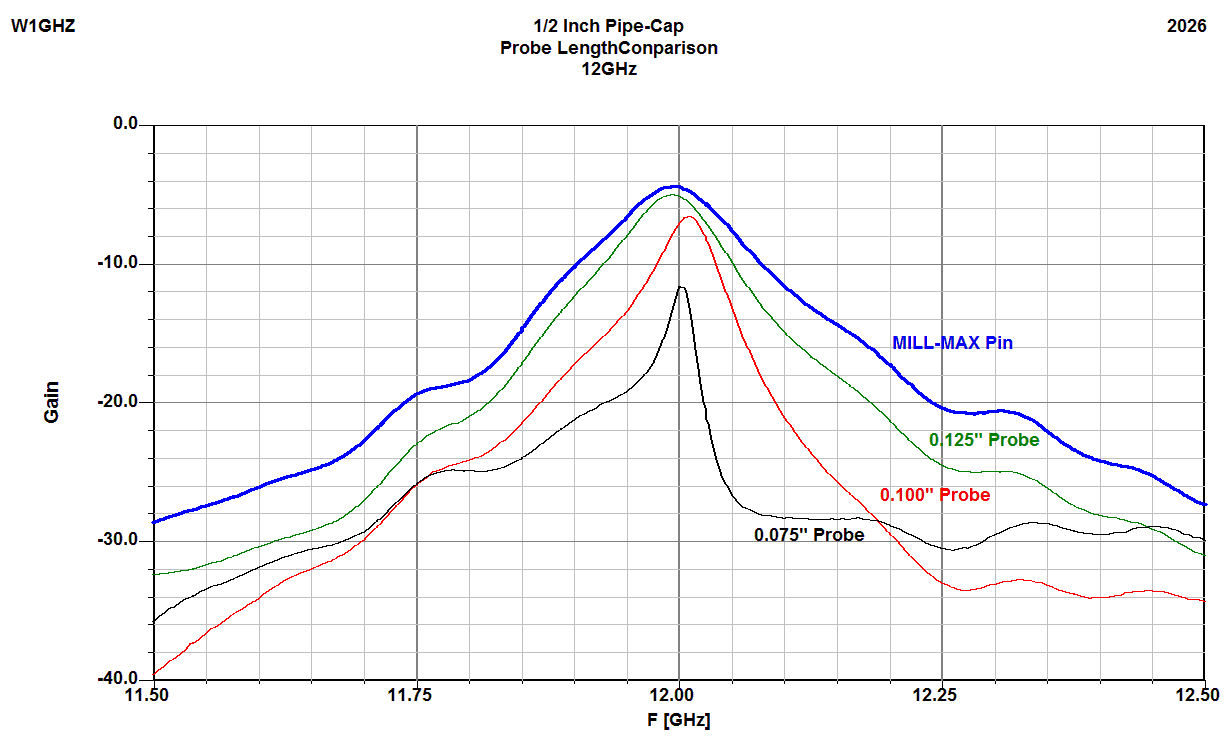 W1GHZ
1/2 Inch Pipe-Cap
2026
Probe LengthConparison
12GHz
0.0
-10.0
-20.0
-30.0
-40.0
Gain
MILL-MAX Pin
0.125" Probe
0.100" Probe
0.075" Probe
11.50 11.75 12.00 12.25 12.50
F [GHz]